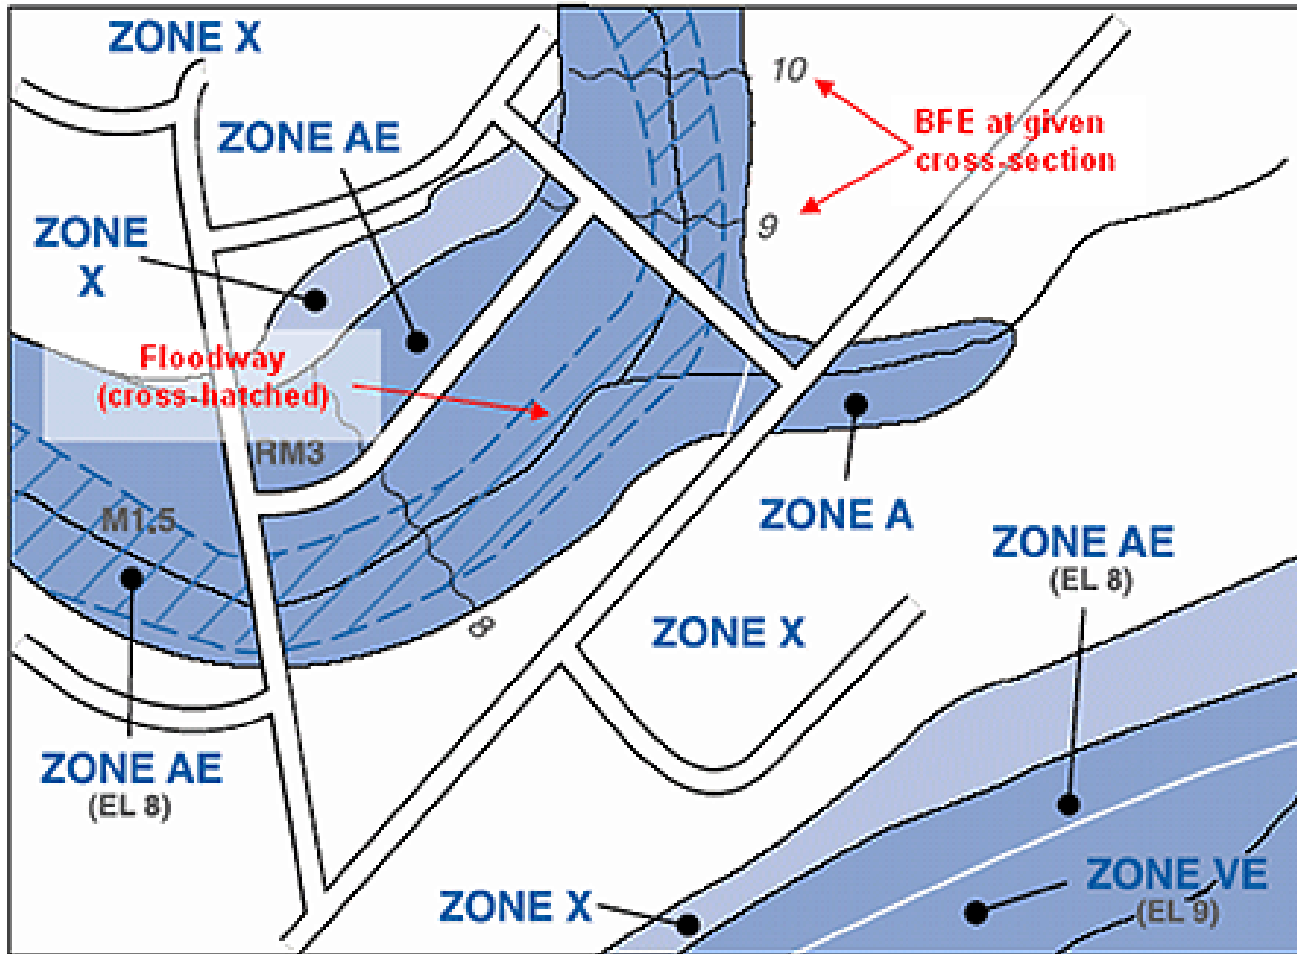 ZONE X
10
BFE at given
cross-section
ZONE AE
9
ZONE
X
Floodway
(cross-hatched)
RM3
M1.5
ZONE A
ZONE AE
(EL 8)
8
ZONE X
ZONE AE
(EL 8)
ZONE VE
(EL 9)
ZONE X